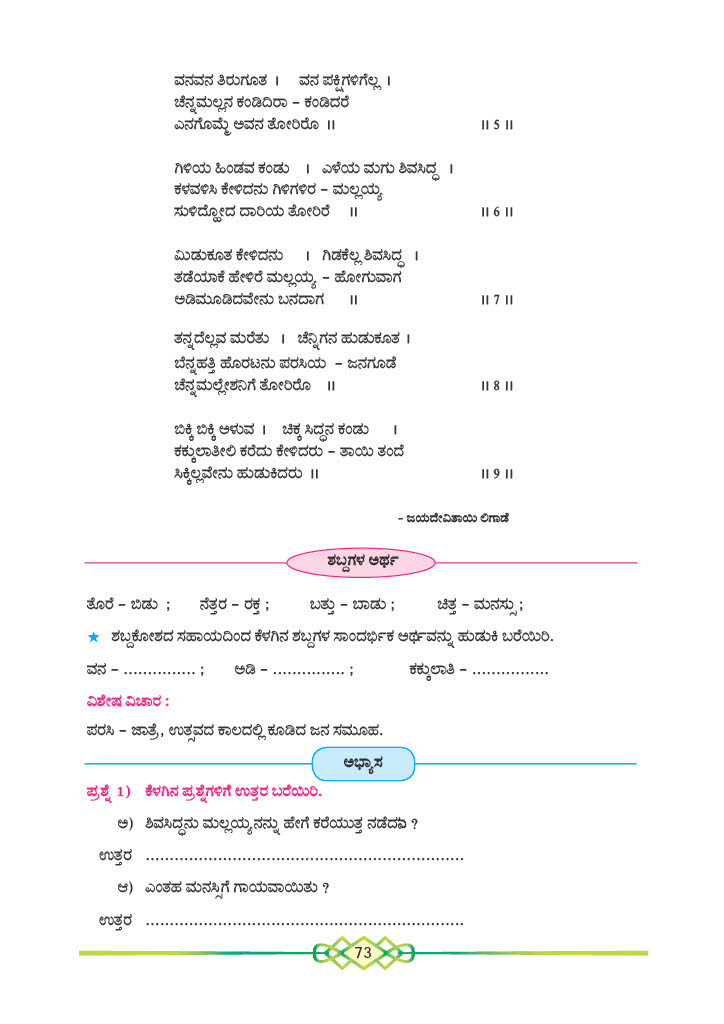 ವನವನ ತಿರುಗೂತ । ವನ ಪಕ್ಷಿಗಳಿಗೆಲ್ಲ ।
ಚೆನ್ನಮಲ್ಲನ ಕಂಡಿದಿರಾ – ಕಂಡಿದರೆ
ಎನಗೊಮ್ಮೆ ಅವನ ತೋರಿರೊ ॥ ॥ 5 ॥
ಗಿಳಿಯ ಹಿಂಡವ ಕಂಡು । ಎಳೆಯ ಮಗು ಶಿವಸಿದ್ಧ ।
ಕಳವಳಿಸಿ ಕೇಳಿದನು ಗಿಳಿಗಳಿರ – ಮಲ್ಲಯ್ಯ
ಸುಳಿದ್ಹೋದ ದಾರಿಯ ತೋರಿರೆ ॥ ॥ 6 ॥
ಮಿಡುಕೂತ ಕೇಳಿದನು । ಗಿಡಕೆಲ್ಲ ಶಿವಸಿದ್ಧ ।
ತಡೆಯಾಕೆ ಹೇಳಿರೆ ಮಲ್ಲಯ್ಯ – ಹೋಗುವಾಗ
ಅಡಿಮೂಡಿದವೇನು ಬನದಾಗ ॥ ॥ 7 ॥
ತನ್ನದೆಲ್ಲವ ಮರೆತು । ಚೆನ್ನಿಗನ ಹುಡುಕೂತ ।
ಬೆನ್ನಹತ್ತಿ ಹೊರಟನು ಪರಸಿಯ – ಜನಗೂಡೆ
ಚೆನ್ನಮಲ್ಲೇಶನಿಗೆ ತೋರಿರೊ ॥ ॥ 8 ॥
ಬಿಕ್ಕಿ ಬಿಕ್ಕಿ ಅಳುವ । ಚಿಕ್ಕ ಸಿದ್ಧನ ಕಂಡು ।
ಕಕ್ಕುಲಾತೀಲಿ ಕರೆದು ಕೇಳಿದರು – ತಾಯಿ ತಂದೆ
ಸಿಕ್ಕಿಲ್ಲವೇನು ಹುಡುಕಿದರು ॥ ॥ 9 ॥
– ಜಯದೇವಿತಾಯಿ ಲಿಗಾಡೆ
ಶಬ್ದಗಳ ಅರ್ಥ
ತೊರೆ – ಬಿಡು ; ನೆತ್ತರ – ರಕ್ತ ; ಬತ್ತು – ಬಾಡು ; ಚಿತ್ತ – ಮನಸ್ಸು ;
★ ಶಬ್ದಕೋಶದ ಸಹಾಯದಿಂದ ಕೆಳಗಿನ ಶಬ್ದಗಳ ಸಾಂದರ್ಭಿಕ ಅರ್ಥವನ್ನು ಹುಡುಕಿ ಬರೆಯಿರಿ.
ವನ – ............... ; ಅಡಿ – ............... ; ಕಕ್ಕುಲಾತಿ – ................
ವಿಶೇಷ ವಿಚಾರ :
ಪರಸಿ – ಜಾತ್ರೆ, ಉತ್ಸವದ ಕಾಲದಲ್ಲಿ ಕೂಡಿದ ಜನ ಸಮೂಹ.
ಅಭ್ಯಾಸ
ಪ್ರಶ್ನೆ 1) ಕೆಳಗಿನ ಪ್ರಶ್ನೆಗಳಿಗೆ ಉತ್ತರ ಬರೆಯಿರಿ.
ಅ) ಶಿವಸಿದ್ಧನು ಮಲ್ಲಯ್ಯನನ್ನು ಹೇಗೆ ಕರೆಯುತ್ತ ನಡೆದನು ?
ಉತ್ತರ ..................................................................
ಆ) ಎಂತಹ ಮನಸ್ಸಿಗೆ ಗಾಯವಾಯಿತು ?
ಉತ್ತರ ..................................................................
73